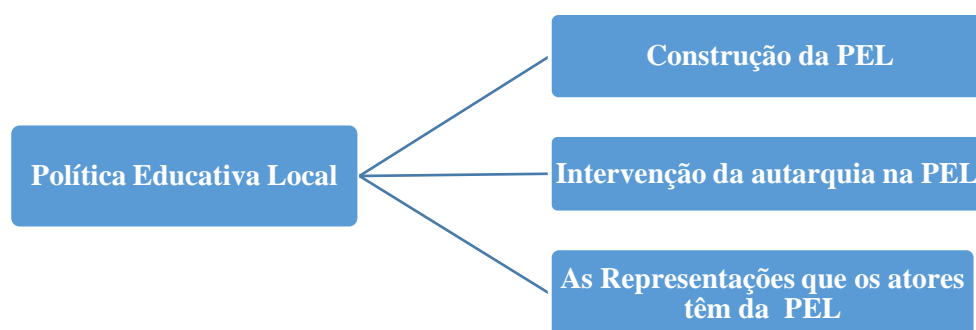 Política Educativa Local
Construção da PEL
Intervenção da autarquia na PEL
As Representações que os atores
têm da PEL